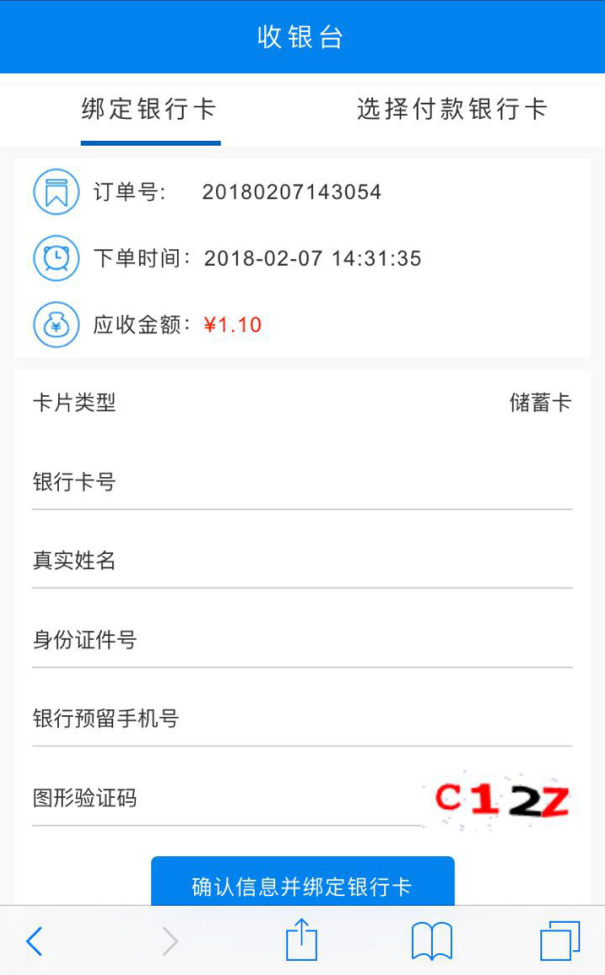 收银台
绑定银行卡 选择付款银行卡
订单号: 20180207143054
下单时间: 2018-02-07 14:31:35
应收金额: ¥1.10
卡片类型 储蓄卡
银行卡号
真实姓名
身份证件号
银行预留手机号
图形验证码 C12Z
确认信息并绑定银行卡